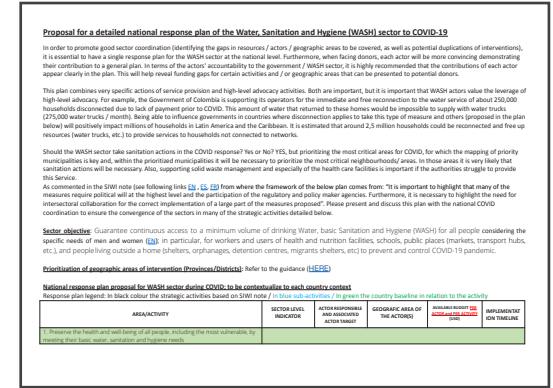 Proposal for a detailed national response plan of the Water, Sanitation and Hygiene (WASH) sector to COVID-19
In order to promote good sector coordination (identifying the gaps in resources / actors / geographic areas to be covered, as well as potential duplications of interventions),
it is essential to have a single response plan for the WASH sector at the national level. Furthermore, when facing donors, each actor will be more convincing demonstrating
their contribution to a general plan. In terms of the actors' accountability to the government / WASH sector, it is highly recommended that the contributions of each actor
appear clearly in the plan. This will help reveal funding gaps for certain activities and / or geographic areas that can be presented to potential donors.
This plan combines very specific actions of service provision and high-level advocacy activities. Both are important, but it is important that WASH actors value the leverage of
high-level advocacy. For example, the Government of Colombia is supporting its operators for the immediate and free reconnection to the water service of about 250,000
households disconnected due to lack of payment prior to COVID. This amount of water that returned to these homes would be impossible to supply with water trucks
(275,000 water trucks / month). Being able to influence governments in countries where disconnection applies to take this type of measure and others (proposed in the plan
below) will positively impact millions of households in Latin America and the Caribbean. It is estimated that around 2,5 million households could be reconnected and free up
resources (water trucks, etc.) to provide services to households not connected to networks.
Should the WASH sector take sanitation actions in the COVID response? Yes or No? YES, but prioritizing the most critical areas for COVID, for which the mapping of priority
municipalities is key and, within the prioritized municipalities it will be necessary to prioritize the most critical neighbourhoods/ areas. In those areas it is very likely that
sanitation actions will be necessary. Also, supporting solid waste management and especially of the health care facilities is important if the authorities struggle to provide
this Service.
As commented in the SIWI note (see following links EN , ES, FR) from where the framework of the below plan comes from: "It is important to highlight that many of the
measures require political will at the highest level and the participation of the regulatory and policy maker agencies. Furthermore, it is necessary to highlight the need for
intersectoral collaboration for the correct implementation of a large part of the measures proposed". Please present and discuss this plan with the national COVID
coordination to ensure the convergence of the sectors in many of the strategic activities detailed below.
Sector objective: Guarantee continuous access to a minimum volume of drinking Water, basic Sanitation and Hygiene (WASH) for all people considering the
specific needs of men and women (EN); in particular, for workers and users of health and nutrition facilities, schools, public places (markets, transport hubs,
etc.), and people living outside a home (shelters, orphanages, detention centres, migrants shelters, etc) to prevent and control COVID-19 pandemic.
Prioritization of geographic areas of intervention (Provinces/Districts): Refer to the guidance (HERE)
National response plan proposal for WASH sector during COVID: to be contextualize to each country context
Response plan legend: In black colour the strategic activities based on SIWI note / In blue sub-activities / In green the country baseline in relation to the activity
AREA/ACTIVITY
SECTOR LEVEL INDICATOR
ACTOR RESPONSIBLE AND ASSOCIATED ACTOR TARGET
GEOGRAFIC AREA OF THE ACTOR(S)
AVAILABLE BUDGET PER ACTOR and PER ACTIVITY (USD)
IMPLEMENTAT ION TIMELINE
1. Preserve the health and well-being of all people, including the most vulnerable, by
meeting their basic water, sanitation and hygiene needs